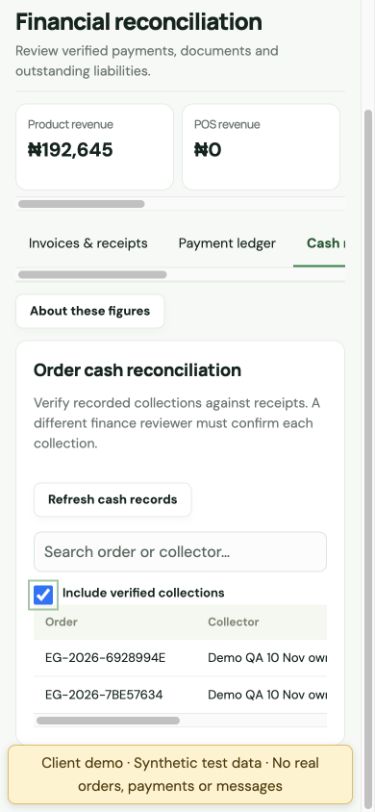 Financial reconciliation
Review verified payments, documents and
outstanding liabilities.
Product revenue
POS revenue
₦192,645
₦0
Invoices & receipts
Payment ledger
Cash
About these figures
Order cash reconciliation
Verify recorded collections against receipts. A
different finance reviewer must confirm each
collection.
Refresh cash records
Search order or collector...
Include verified collections
Order
Collector
EG-2026-6928994E
Demo QA 10 Nov
EG-2026-7BE57634
Demo QA 10 Nov
Client demo · Synthetic test data · No real
orders, payments or messages